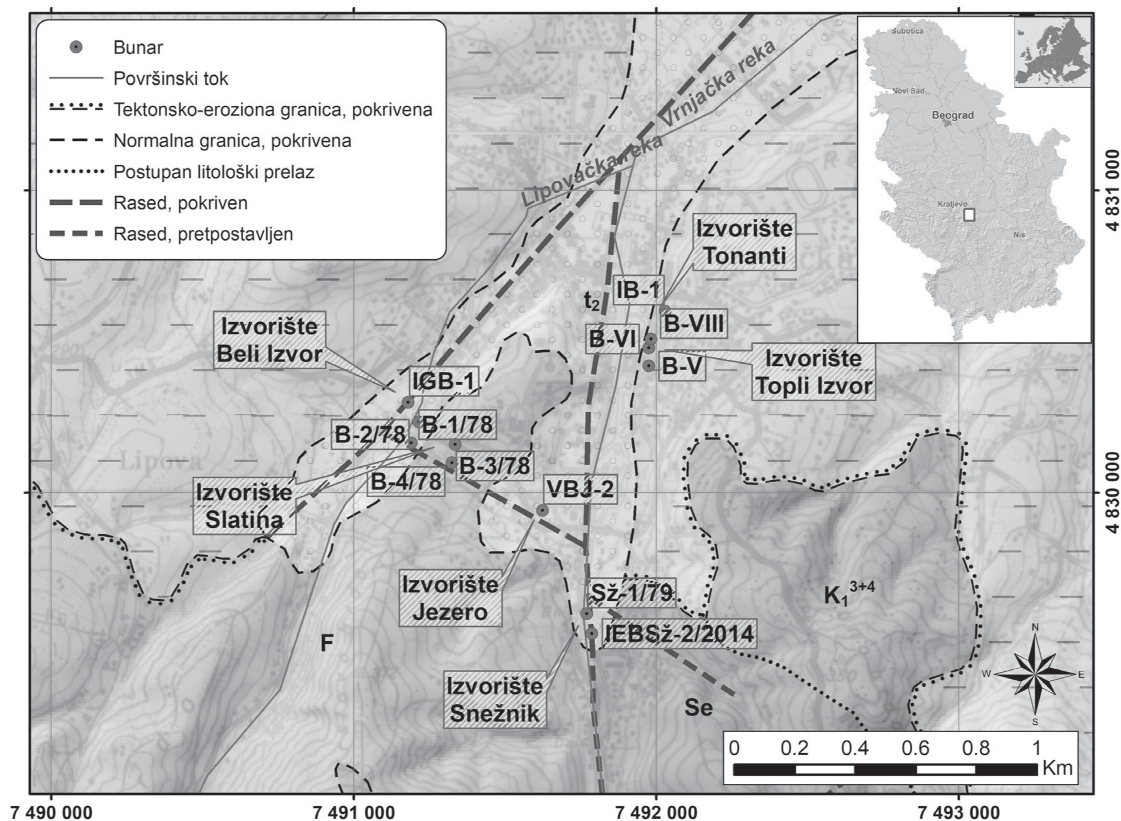 Bunar
Površinski tok
Tektonsko-eroziona granica, pokrivena
Normalna granica, pokrivena
Postupan litološki prelaz
Rased, pokriven
Rased, pretpostavljen
Subotica
Novi Sad
Beograd
Kraljevo
Niš
Vrnjačka reka
Lipovačka reka
4 831 000
Izvorište
Tonanti
IB-1
t2
B-VIII
B-VI
B-V
Izvorište
Topli Izvor
Izvorište
Beli Izvor
IGB-1
B-1/78
B-2/78
B-3/78
B-4/78
Lipova
Izvorište
Slatina
VBJ-2
4 830 000
Izvorište
Jezero
Sž-1/79
IEBSž-2/2014
K1 3+4
F
Izvorište
Snežnik
Se
N
W
E
S
0 0.2 0.4 0.6 0.8 1
Km
7 490 000
7 491 000
7 492 000
7 493 000